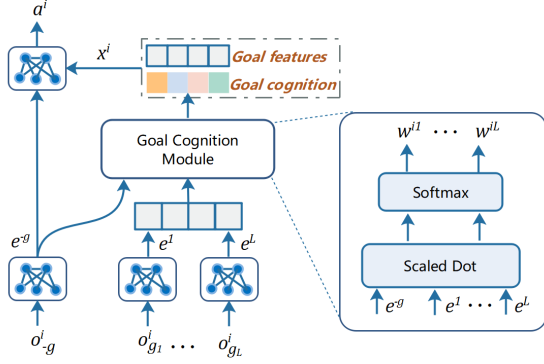 a^i
x^i
Goal features
Goal cognition
Goal Cognition
Module
w^{i1} ··· w^{iL}
Softmax
Scaled Dot
e^{-g} e^1 ··· e^L
e^{-g}
e^1 e^L
o^i_{-g} o^i_{g_1} ... o^i_{g_L}